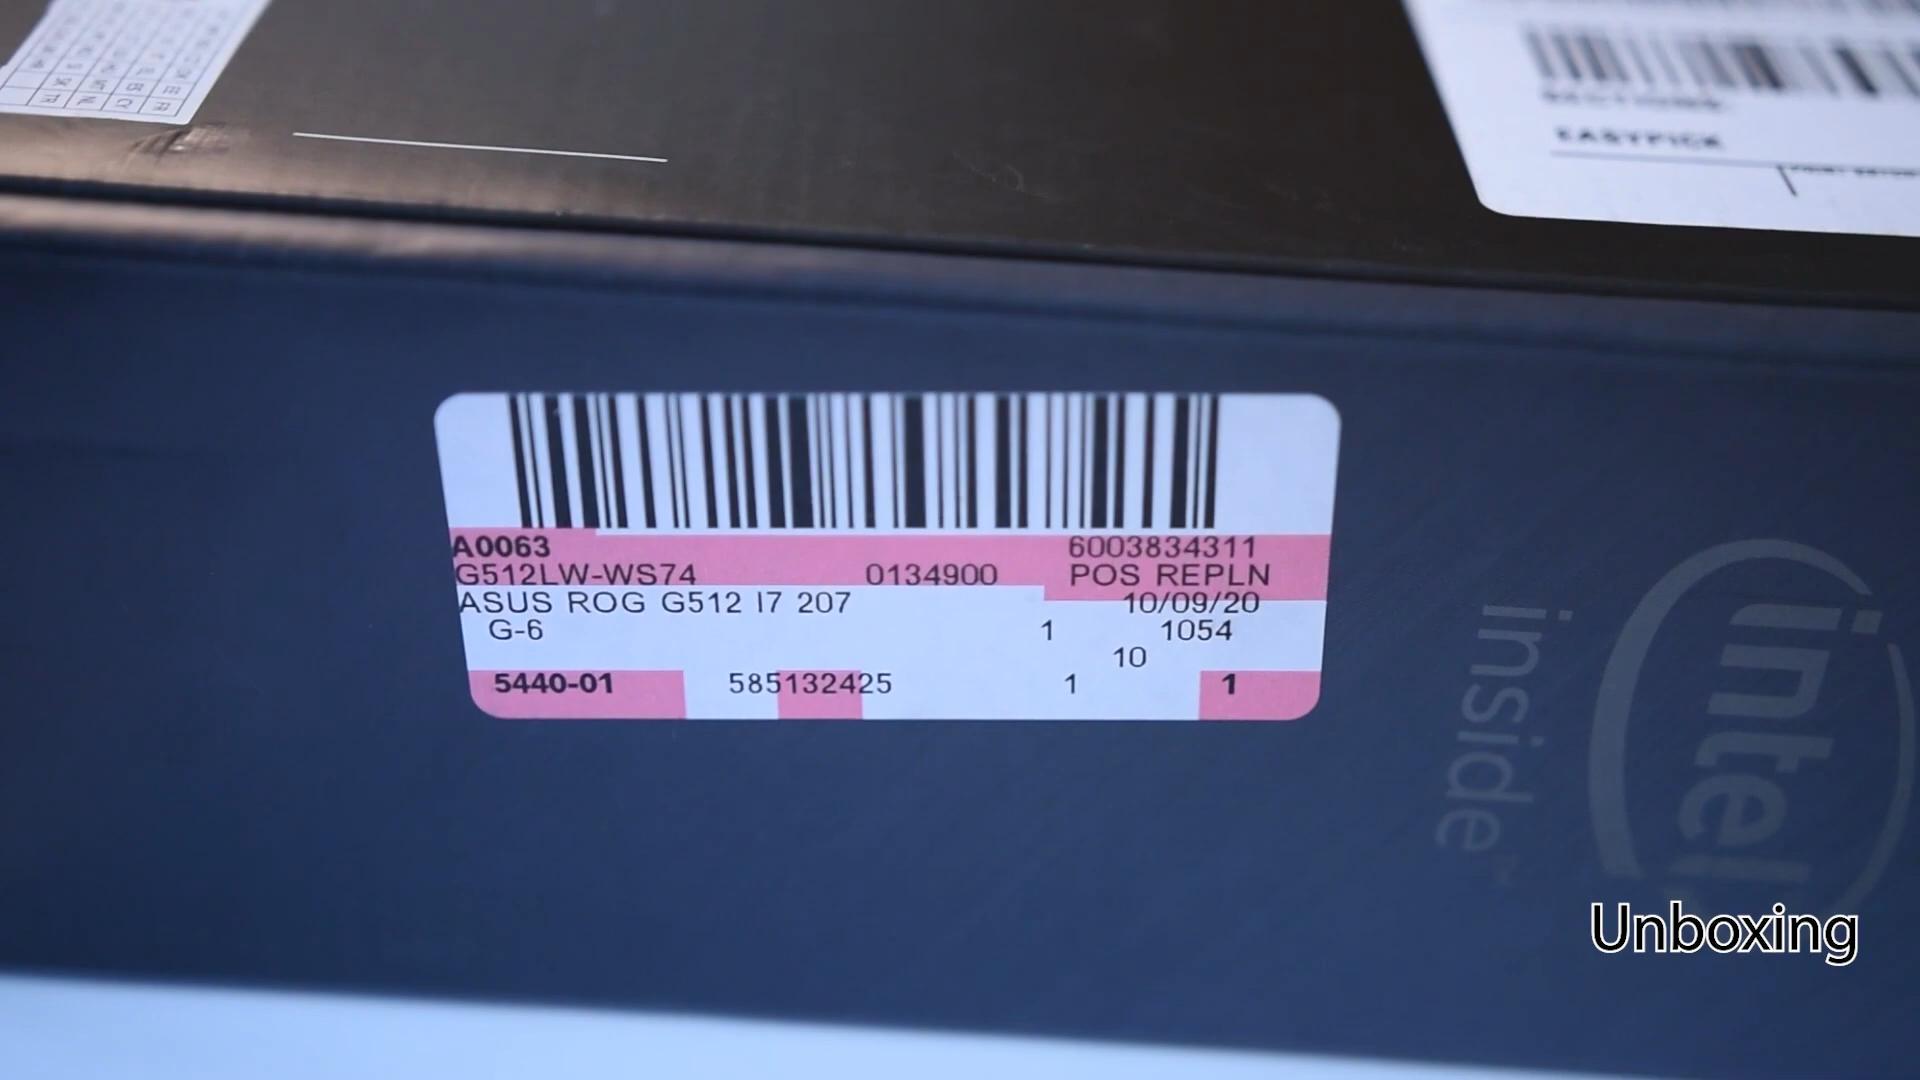 EASYPICK
A0063 6003834311
G512LW-WS74 0134900 POS REPLN
ASUS ROG G512 I7 207 10/09/20
G-6 1 1054
10
5440-01 585132425 1 1
intel
inside™
Unboxing